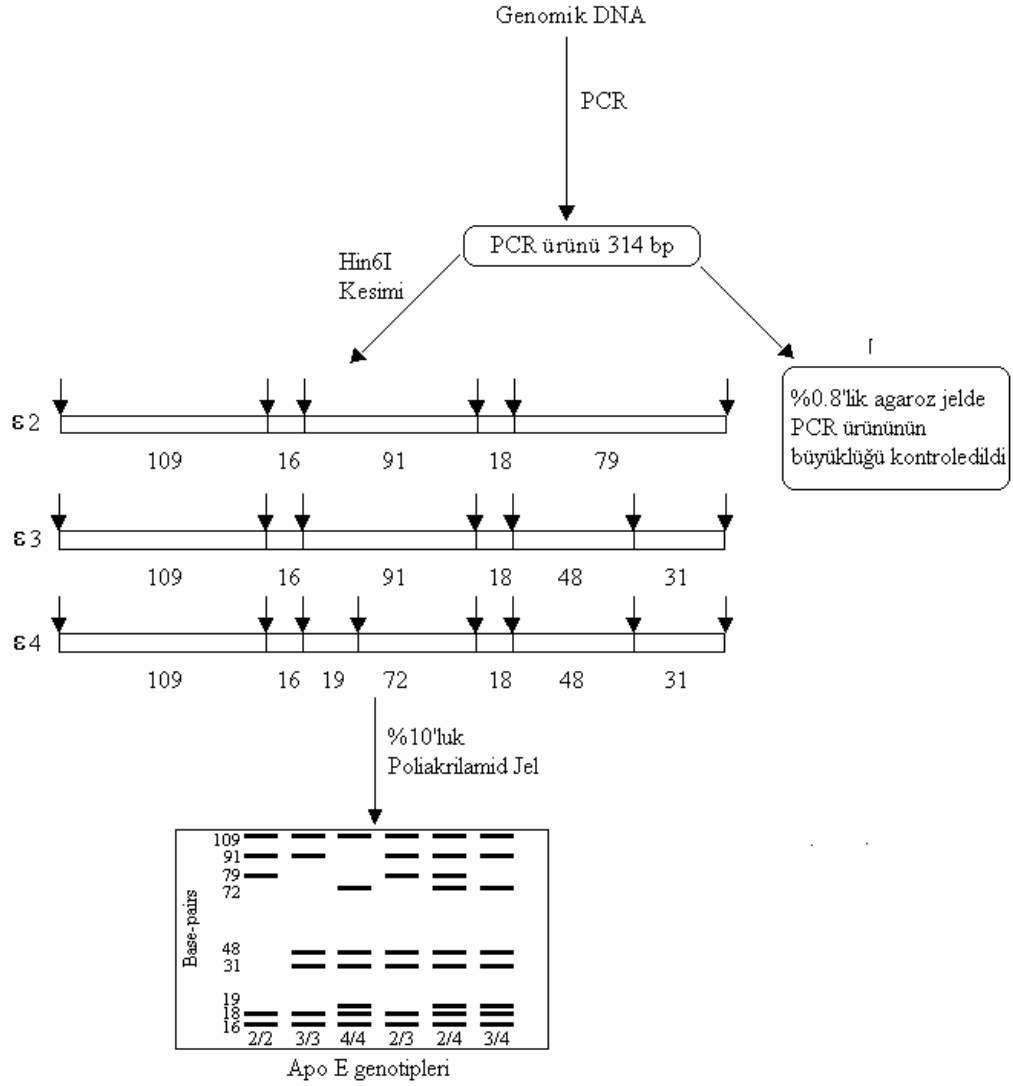 Genomik DNA
PCR
PCR ürünü 314 bp
Hin6I
Kesimi
%0.8'lik agaroz jelde
PCR ürününün
büyüklüğü kontroledildi
ε2
109 16 91 18 79
ε3
109 16 91 18 48 31
ε4
109 16 19 72 18 48 31
%10'luk
Poliakrilamid Jel
Base-pairs
109
91
79
72
48
31
19
18
16
2/2 3/3 4/4 2/3 2/4 3/4
Apo E genotipleri